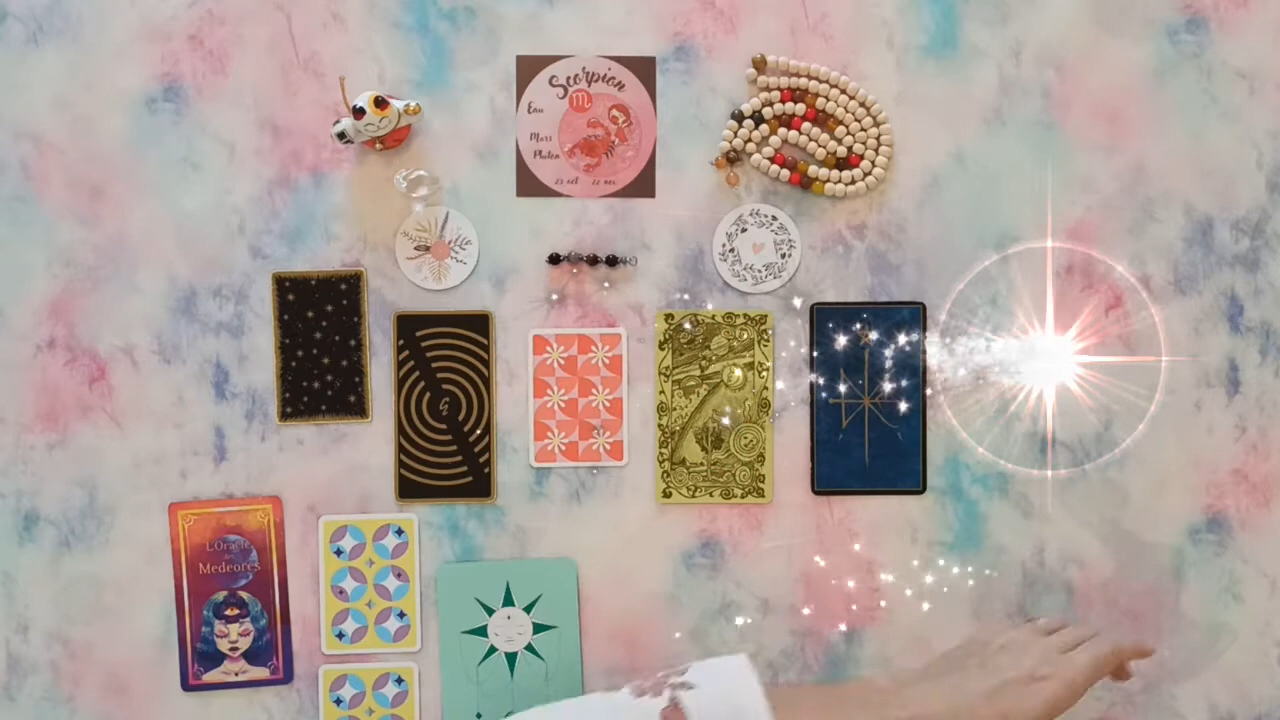 Scorpion
♏
Eau
Mars
Pluton
23 oct 22 nov.
G
L'Oracle
des
Medeores